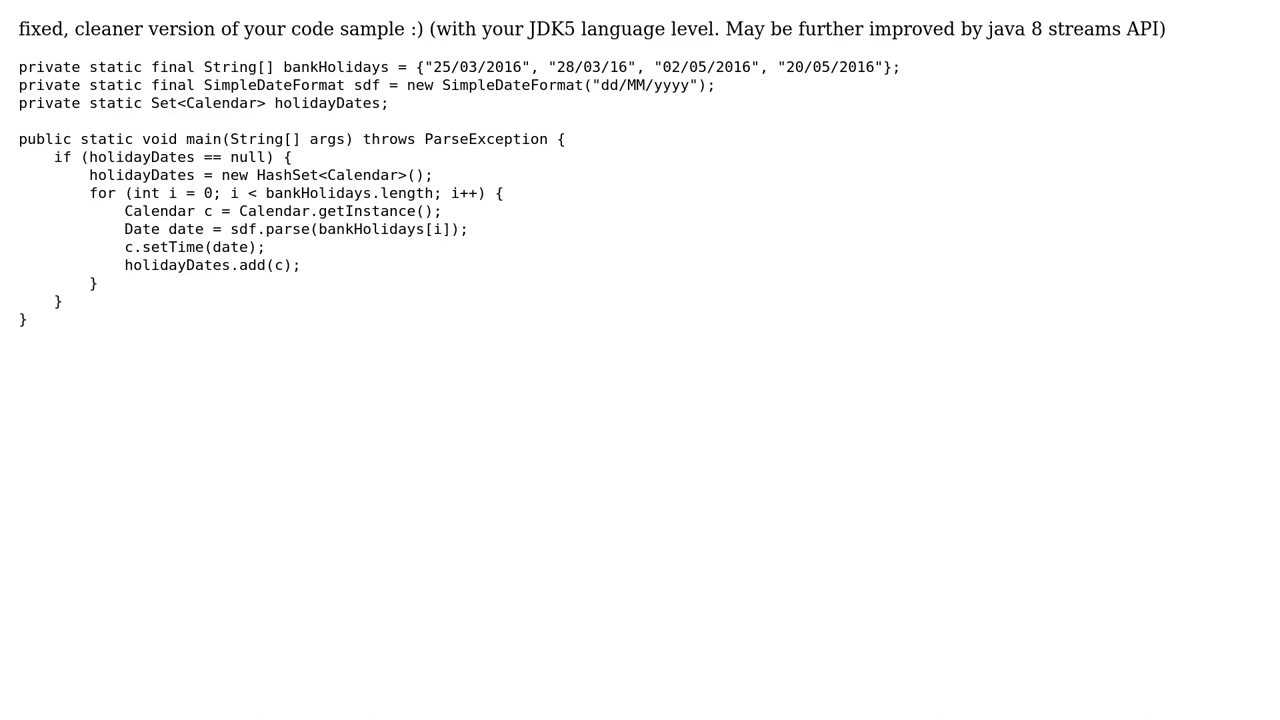 fixed, cleaner version of your code sample :) (with your JDK5 language level. May be further improved by java 8 streams API)
private static final String[] bankHolidays = {"25/03/2016", "28/03/16", "02/05/2016", "20/05/2016"};
private static final SimpleDateFormat sdf = new SimpleDateFormat("dd/MM/yyyy");
private static Set<Calendar> holidayDates;

public static void main(String[] args) throws ParseException {
    if (holidayDates == null) {
        holidayDates = new HashSet<Calendar>();
        for (int i = 0; i < bankHolidays.length; i++) {
            Calendar c = Calendar.getInstance();
            Date date = sdf.parse(bankHolidays[i]);
            c.setTime(date);
            holidayDates.add(c);
        }
    }
}